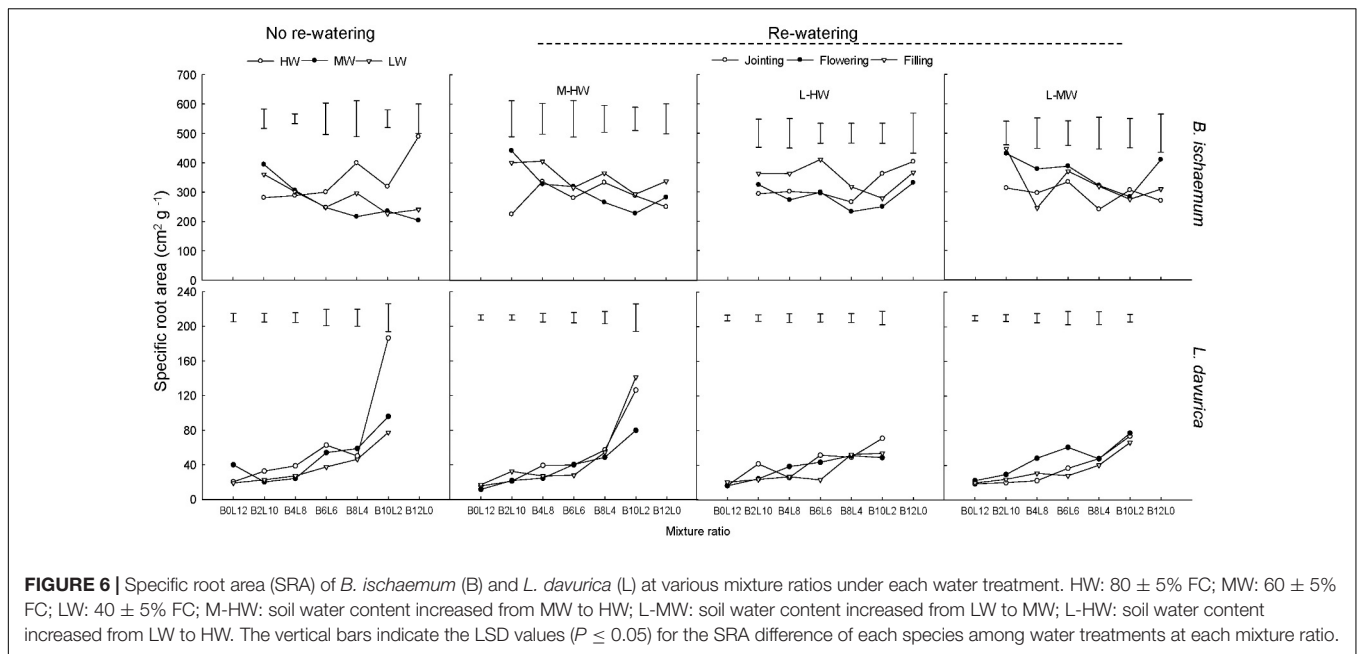 No re-watering
Re-watering
HW MW LW
Jointing Flowering Filling
M-HW
L-HW
L-MW
700
600
500
400
300
200
100
0
B. ischaemum
Specific root area (cm² g⁻¹)
240
200
160
120
80
40
0
L. davurica
B0L12 B2L10 B4L8 B6L6 B8L4 B10L2 B12L0 B0L12 B2L10 B4L8 B6L6 B8L4 B10L2 B12L0 B0L12 B2L10 B4L8 B6L6 B8L4 B10L2 B12L0 B0L12 B2L10 B4L8 B6L6 B8L4 B10L2 B12L0
Mixture ratio
FIGURE 6 | Specific root area (SRA) of B. ischaemum (B) and L. davurica (L) at various mixture ratios under each water treatment. HW: 80 ± 5% FC; MW: 60 ± 5%
FC; LW: 40 ± 5% FC; M-HW: soil water content increased from MW to HW; L-MW: soil water content increased from LW to MW; L-HW: soil water content
increased from LW to HW. The vertical bars indicate the LSD values (P ≤ 0.05) for the SRA difference of each species among water treatments at each mixture ratio.